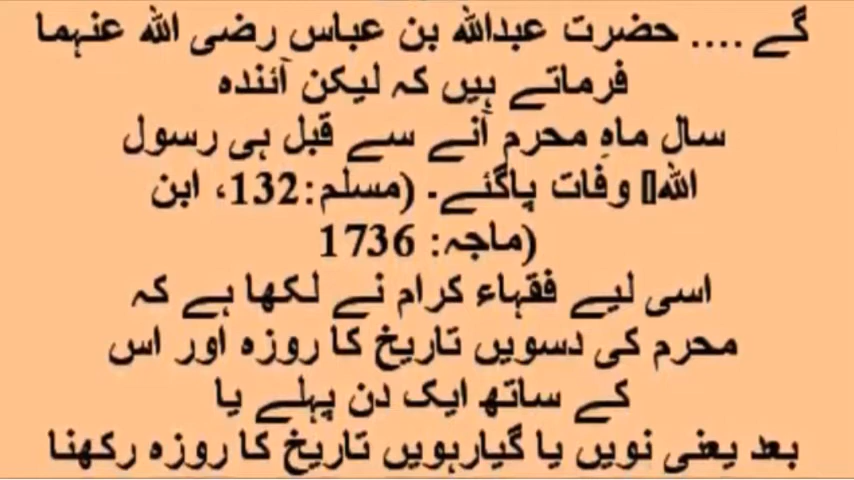 گے .... حضرت عبداللہ بن عباس رضی اللہ عنہما
فرماتے ہیں کہ لیکن آئندہ
سال ماہِ محرم آنے سے قبل ہی رسول
اللہ▯ وفات پاگئے۔ (مسلم:132، ابن
(ماجہ: 1736
اسی لیے فقہاء کرام نے لکھا ہے کہ
محرم کی دسویں تاریخ کا روزہ اور اس
کے ساتھ ایک دن پہلے یا
بعد یعنی نویں یا گیارہویں تاریخ کا روزہ رکھنا